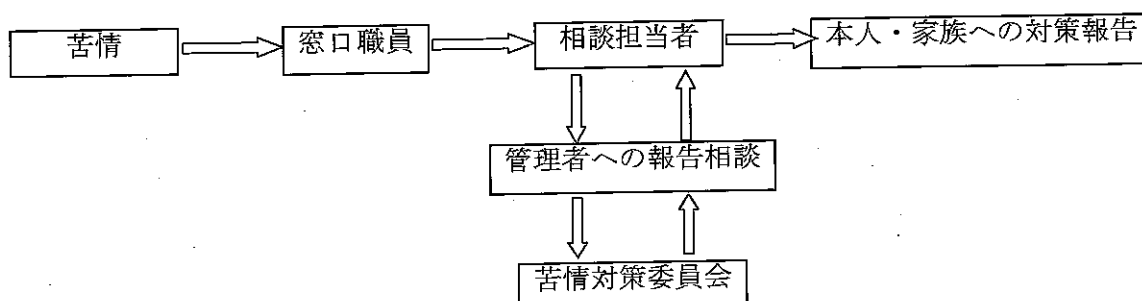 苦情
窓口職員
相談担当者
本人・家族への対策報告
管理者への報告相談
苦情対策委員会